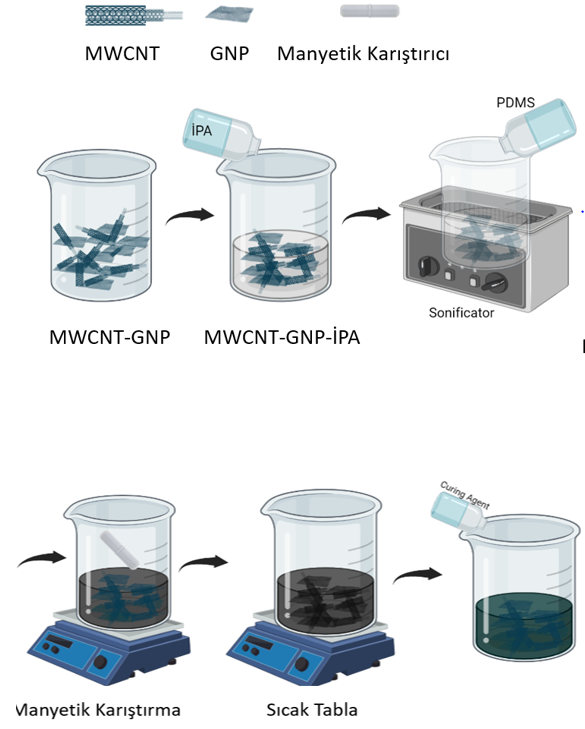 MWCNT
GNP
Manyetik Karıştırıcı
İPA
PDMS
Sonificator
MWCNT-GNP
MWCNT-GNP-İPA
Curing Agent
Manyetik Karıştırma
Sıcak Tabla